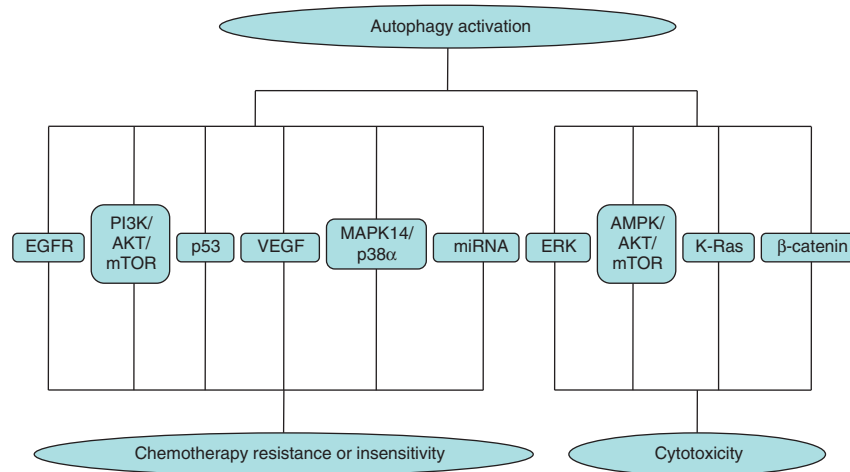 Autophagy activation
EGFR
PI3K/
AKT/
mTOR
p53
VEGF
MAPK14/
p38α
miRNA
ERK
AMPK/
AKT/
mTOR
K-Ras
β-catenin
Chemotherapy resistance or insensitivity
Cytotoxicity